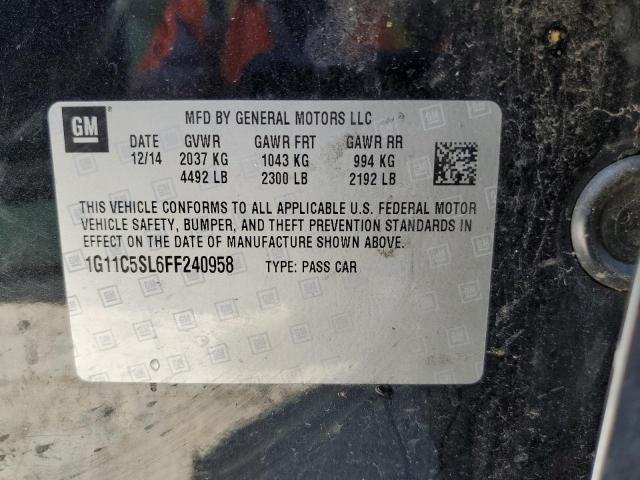 GM
®
MFD BY GENERAL MOTORS LLC
DATE GVWR GAWR FRT GAWR RR
12/14 2037 KG 1043 KG 994 KG
4492 LB 2300 LB 2192 LB
THIS VEHICLE CONFORMS TO ALL APPLICABLE U.S. FEDERAL MOTOR
VEHICLE SAFETY, BUMPER, AND THEFT PREVENTION STANDARDS IN
EFFECT ON THE DATE OF MANUFACTURE SHOWN ABOVE.
1G11C5SL6FF240958 TYPE: PASS CAR